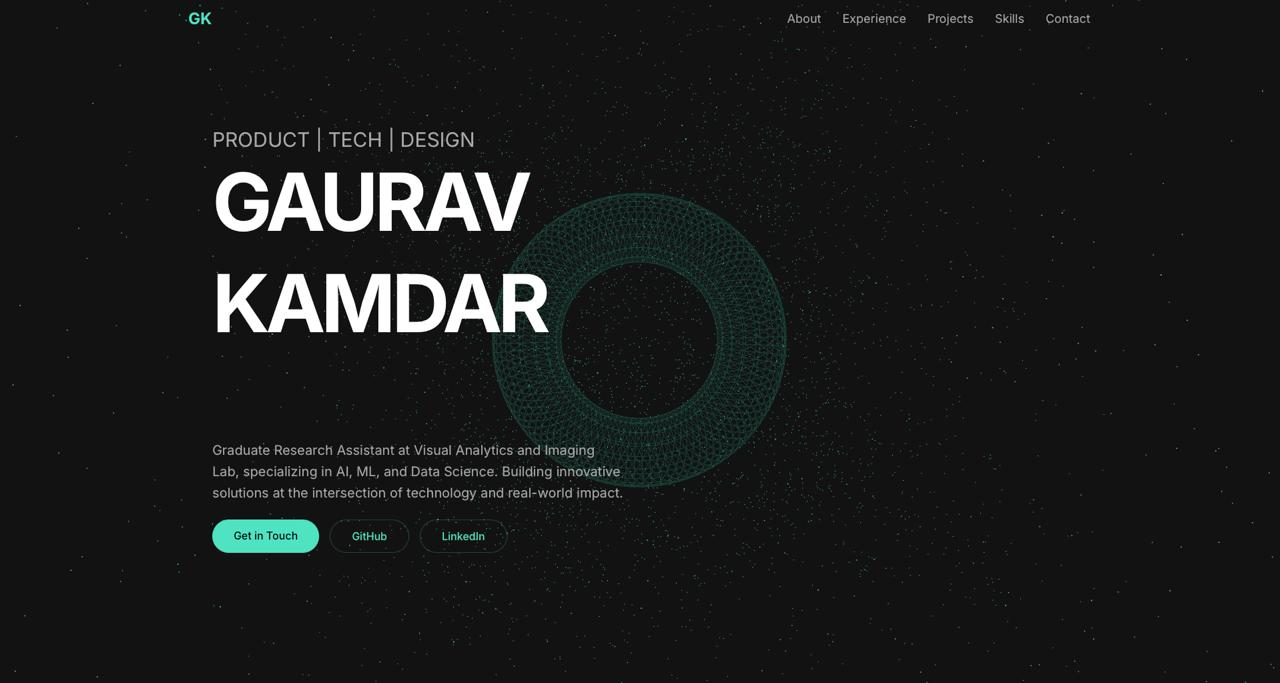 GK
About Experience Projects Skills Contact
PRODUCT | TECH | DESIGN
GAURAV
KAMDAR
Graduate Research Assistant at Visual Analytics and Imaging
Lab, specializing in AI, ML, and Data Science. Building innovative
solutions at the intersection of technology and real-world impact.
Get in Touch GitHub LinkedIn